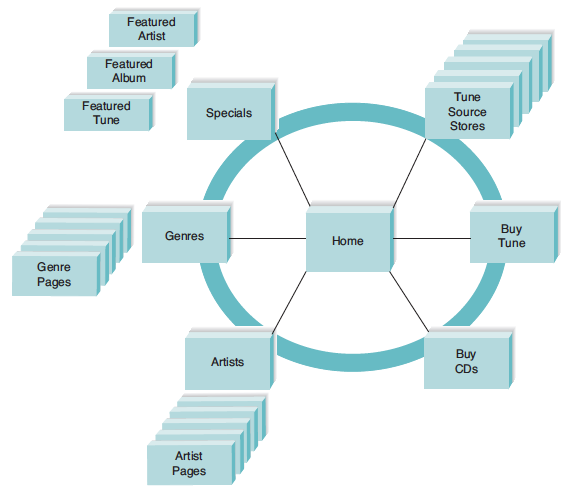 Featured
Artist
Featured
Album
Featured
Tune
Specials
Tune
Source
Stores
Genres
Home
Buy
Tune
Genre
Pages
Artists
Buy
CDs
Artist
Pages